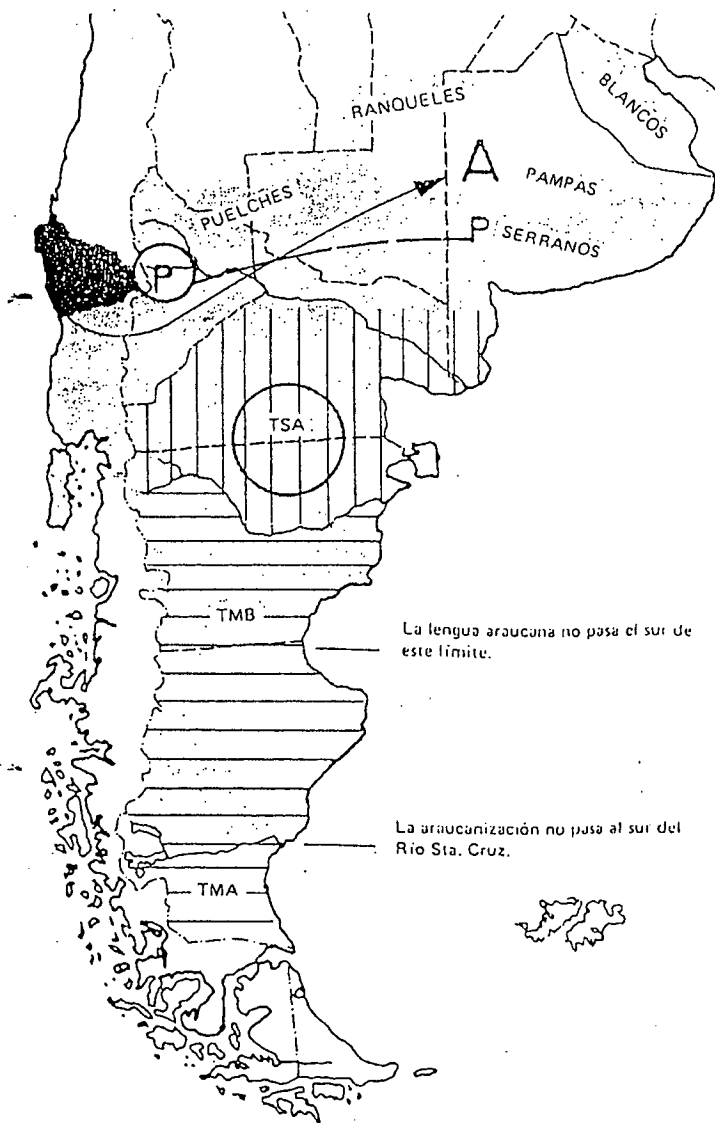 RANQUELES
BLANCOS
A PAMPAS
PUELCHES
P SERRANOS
P
TSA
TMB
La lengua araucana no pasa el sur de
este límite.
La araucanización no pasa al sur del
Río Sta. Cruz.
TMA